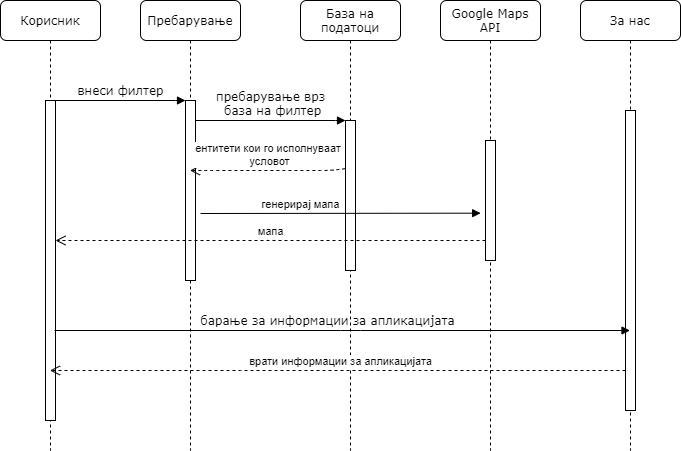 Корисник
Пребарување
База на
податоци
Google Maps
API
За нас
внеси филтер
пребарување врз
база на филтер
ентитети кои го исполнуваат
условот
генерирај мапа
мапа
барање за информации за апликацијата
врати информации за апликацијата